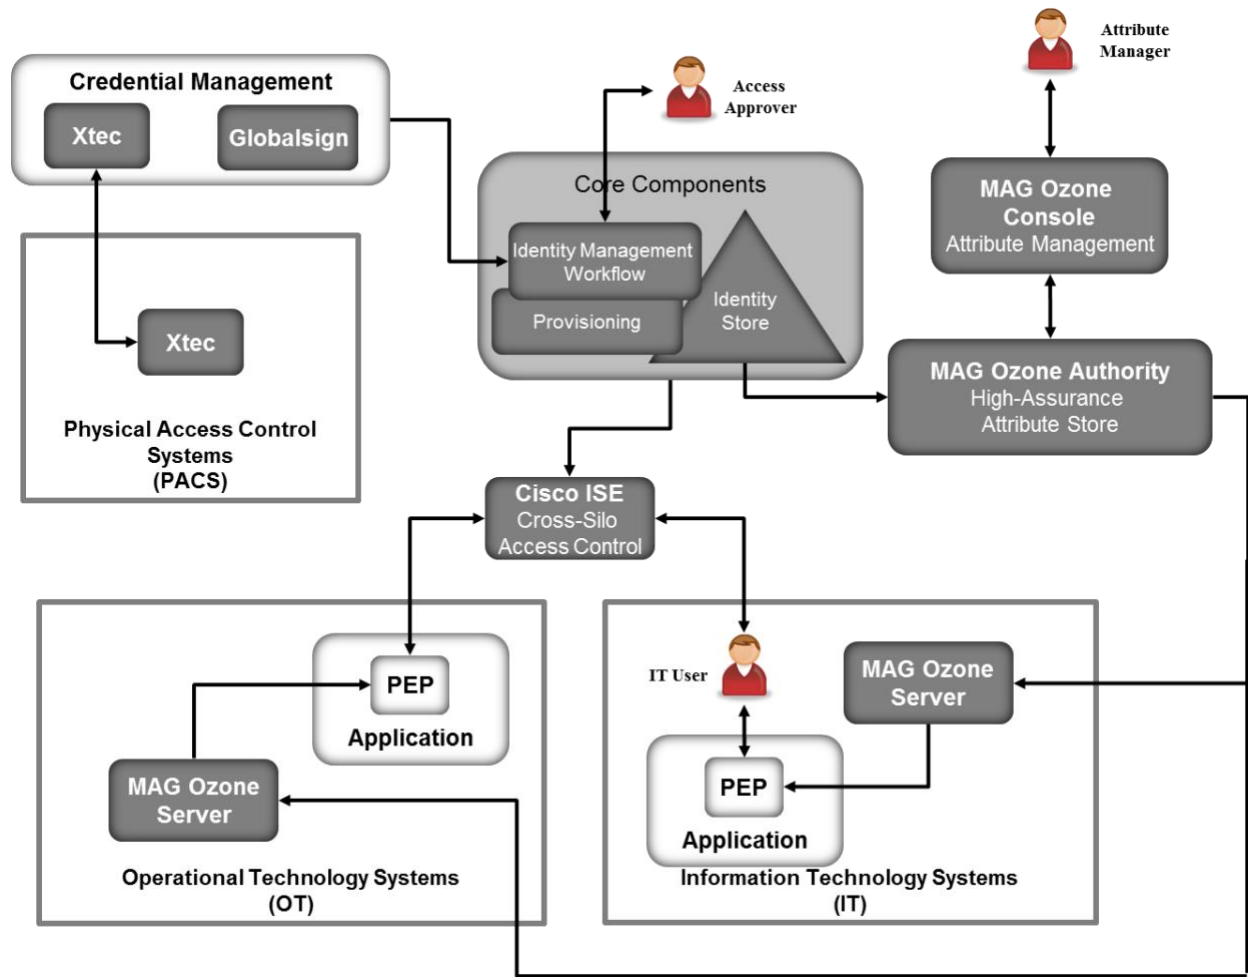 Attribute
Manager
Credential Management
Xtec
Globalsign
Access
Approver
Core Components
MAG Ozone
Console
Attribute Management
Identity Management
Workflow
Provisioning
Identity
Store
Xtec
Physical Access Control
Systems
(PACS)
MAG Ozone Authority
High-Assurance
Attribute Store
Cisco ISE
Cross-Silo
Access Control
PEP
Application
MAG Ozone
Server
Operational Technology Systems
(OT)
IT User
MAG Ozone
Server
PEP
Application
Information Technology Systems
(IT)